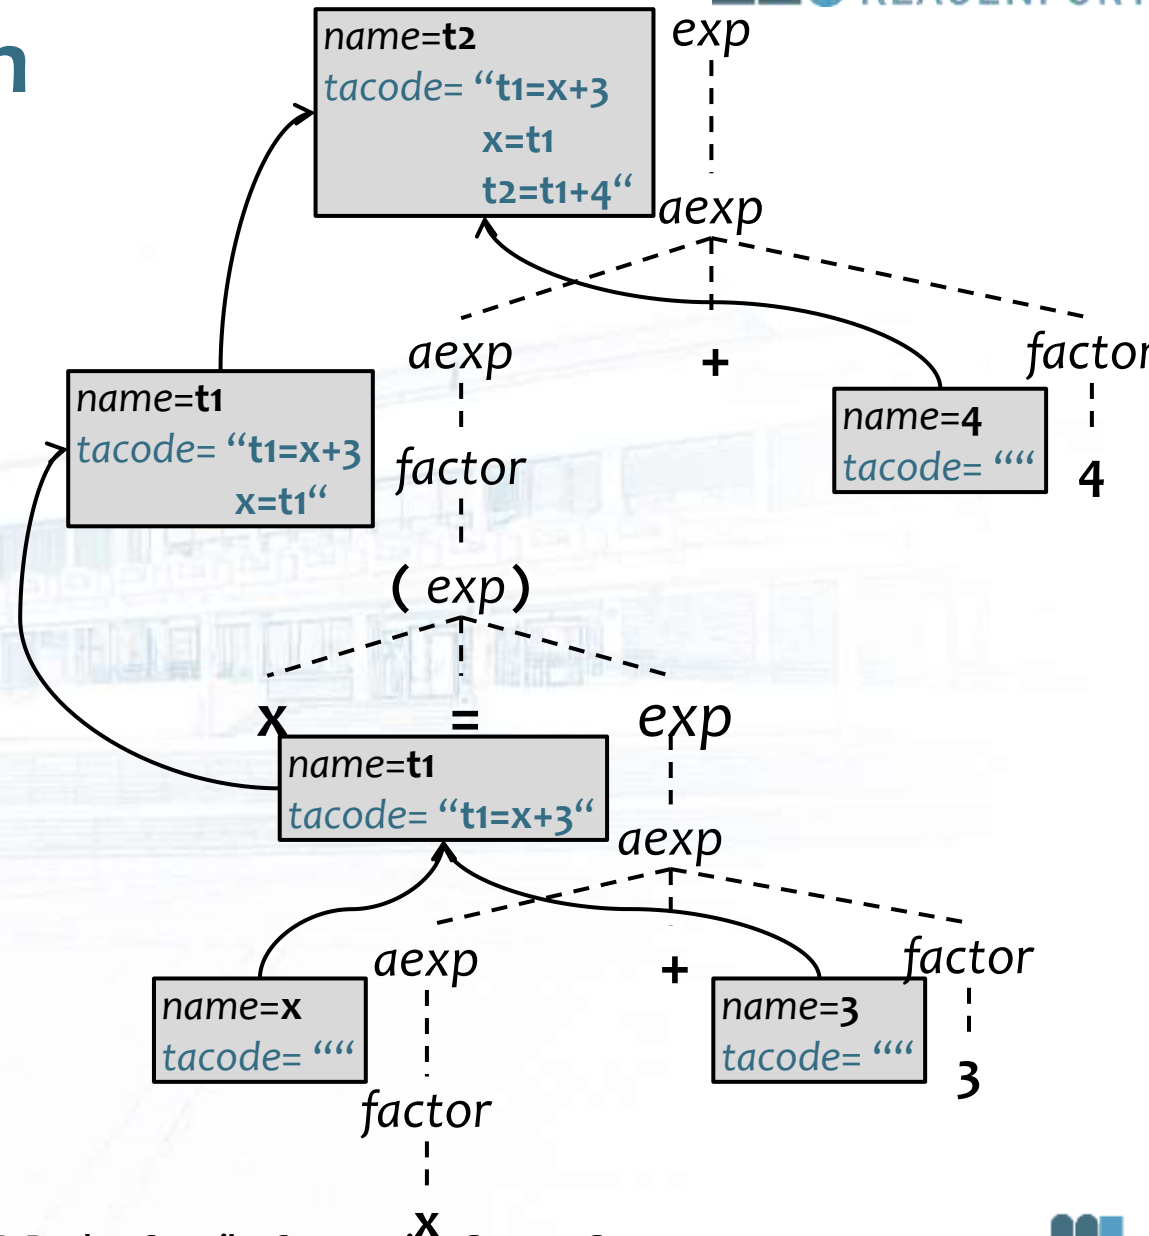 n
name=t2
tacode= “t1=x+3
x=t1
t2=t1+4“
exp
aexp
aexp
+
factor
name=t1
tacode= “t1=x+3
x=t1“
factor
name=4
tacode= ““
4
( exp )
x
=
exp
name=t1
tacode= “t1=x+3“
aexp
aexp
+
factor
name=x
tacode= ““
name=3
tacode= ““
3
factor
x